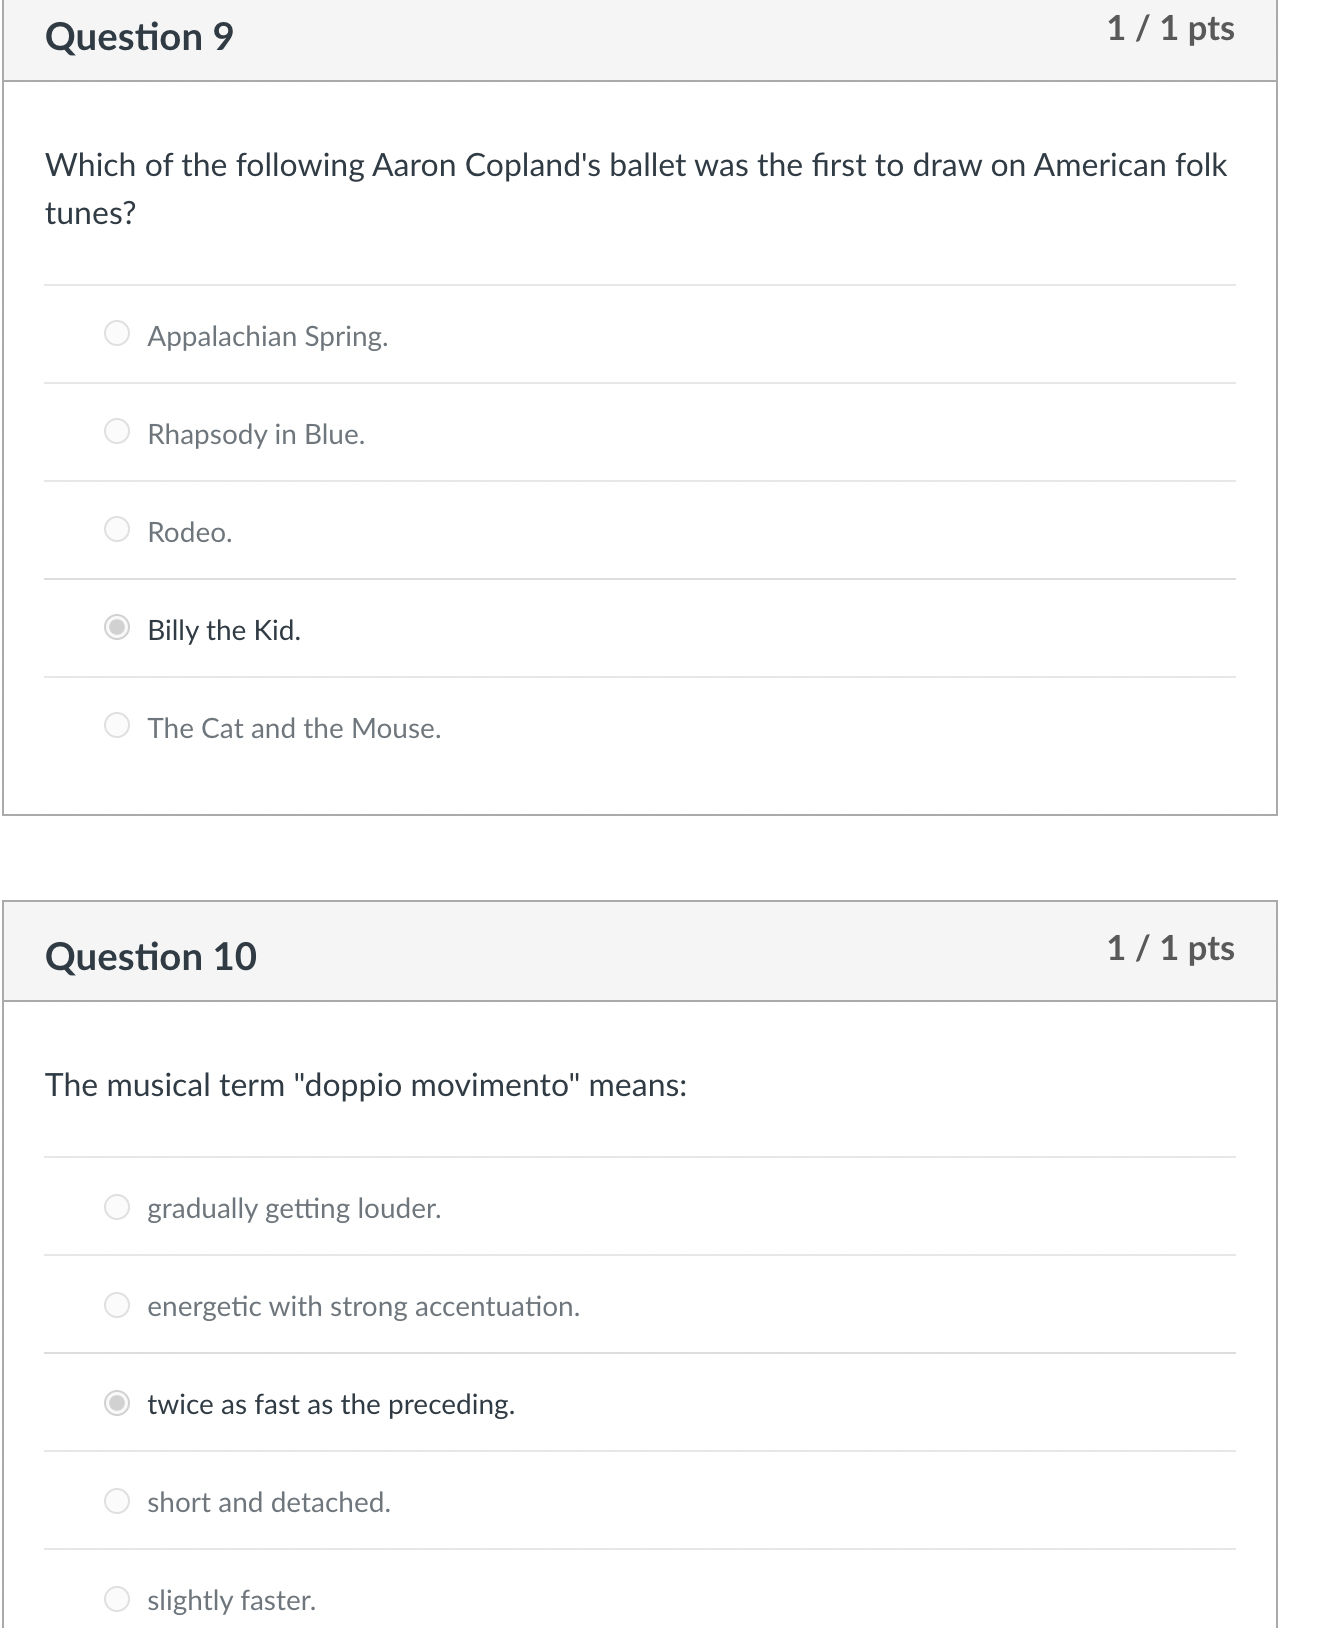 Question 9
1 / 1 pts
Which of the following Aaron Copland's ballet was the first to draw on American folk
tunes?
Appalachian Spring.
Rhapsody in Blue.
Rodeo.
Billy the Kid.
The Cat and the Mouse.
Question 10
1 / 1 pts
The musical term "doppio movimento" means:
gradually getting louder.
energetic with strong accentuation.
twice as fast as the preceding.
short and detached.
slightly faster.